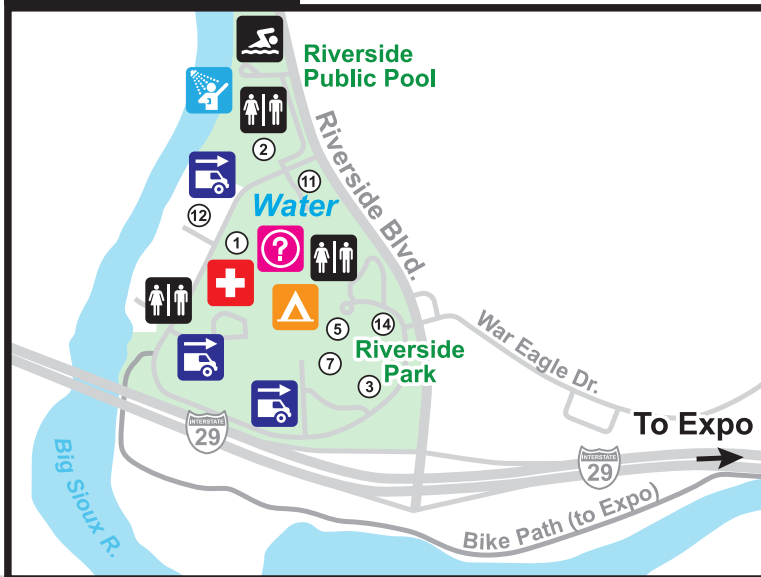 Riverside
Public Pool
Riverside Blvd.
2
11
12
Water
1
?
5
14
Riverside
Park
7
3
War Eagle Dr.
INTERSTATE
29
To Expo
INTERSTATE
29
Big Sioux R.
Bike Path (to Expo)